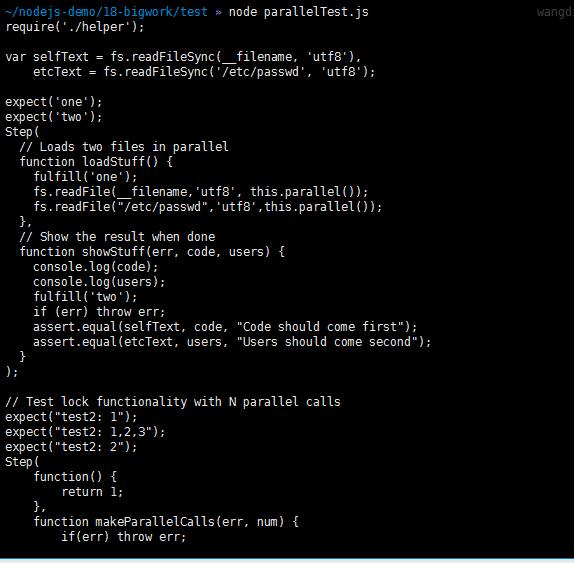 ~/nodejs-demo/18-bigwork/test » node parallelTest.js wangdi
require('./helper');
var selfText = fs.readFileSync(__filename, 'utf8'),
    etcText = fs.readFileSync('/etc/passwd', 'utf8');
expect('one');
expect('two');
Step(
  // Loads two files in parallel
  function loadStuff() {
    fulfill('one');
    fs.readFile(__filename,'utf8', this.parallel());
    fs.readFile("/etc/passwd",'utf8',this.parallel());
  },
  // Show the result when done
  function showStuff(err, code, users) {
    console.log(code);
    console.log(users);
    fulfill('two');
    if (err) throw err;
    assert.equal(selfText, code, "Code should come first");
    assert.equal(etcText, users, "Users should come second");
  }
);
// Test lock functionality with N parallel calls
expect("test2: 1");
expect("test2: 1,2,3");
expect("test2: 2");
Step(
    function() {
        return 1;
    },
    function makeParallelCalls(err, num) {
        if(err) throw err;